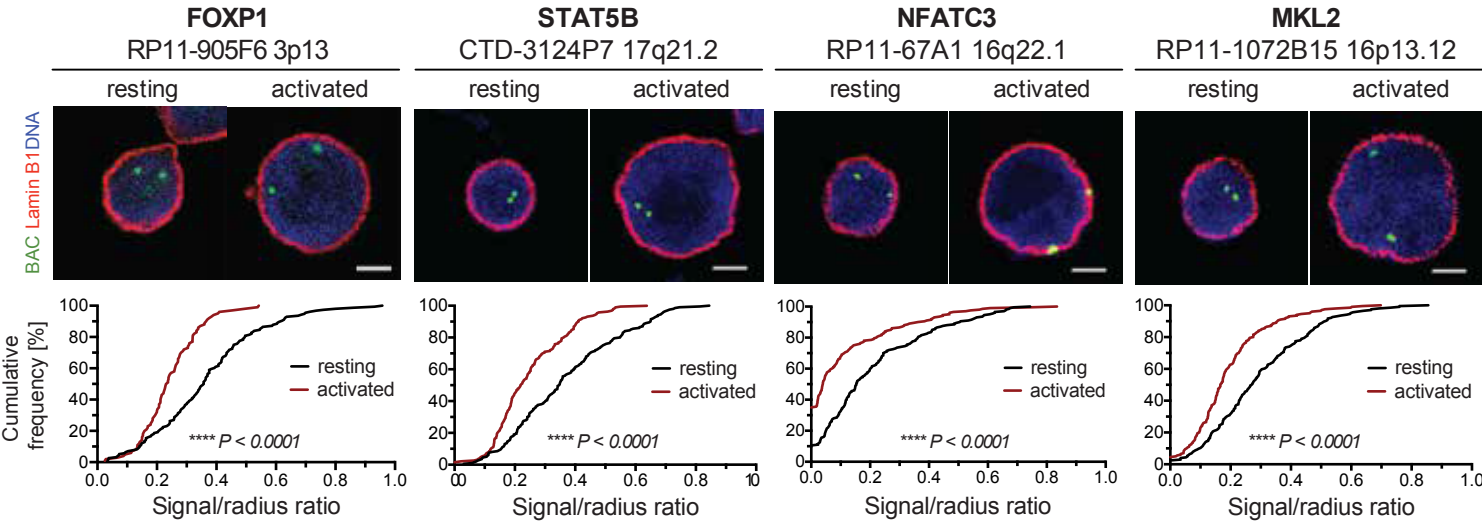 FOXP1
RP11-905F6 3p13
resting activated
STAT5B
CTD-3124P7 17q21.2
resting activated
NFATC3
RP11-67A1 16q22.1
resting activated
MKL2
RP11-1072B15 16p13.12
resting activated
BAC Lamin B1DNA
Cumulative
frequency [%]
100
80
60
40
20
0
0.0 0.2 0.4 0.6 0.8 1.0
resting
activated
**** P < 0.0001
Signal/radius ratio
100
80
60
40
20
0
00 0.2 0.4 0.6 0.8 10
resting
activated
**** P < 0.0001
Signal/radius ratio
100
80
60
40
20
0
0.0 0.2 0.4 0.6 0.8 1.0
resting
activated
**** P < 0.0001
Signal/radius ratio
100
80
60
40
20
0
0.0 0.2 0.4 0.6 0.8 1.0
resting
activated
**** P < 0.0001
Signal/radius ratio